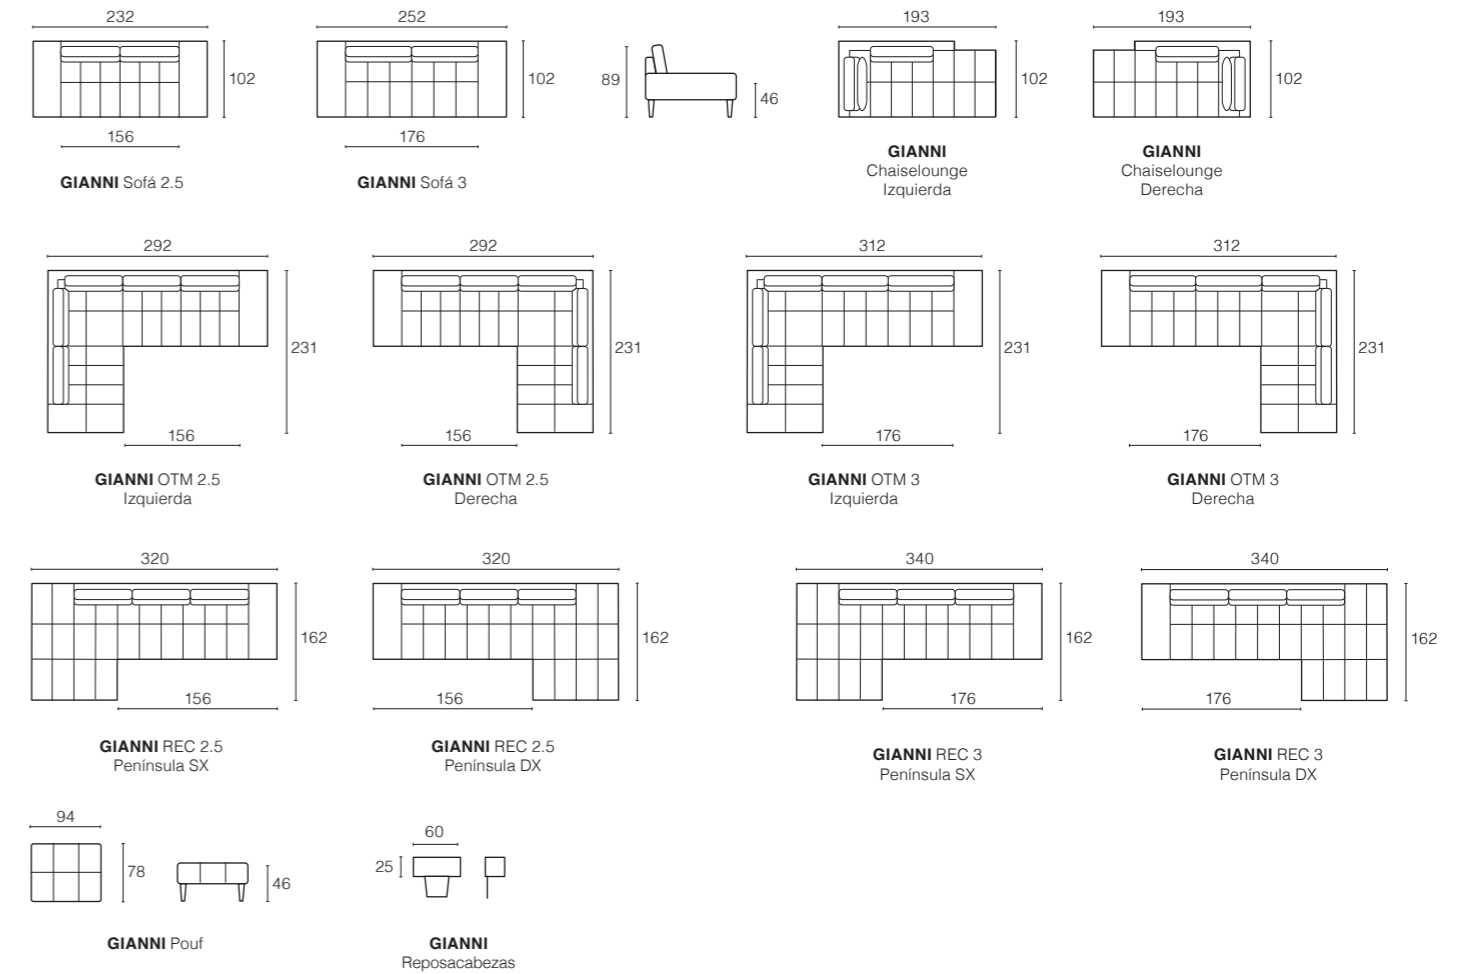 232
102
156
GIANNI Sofá 2.5
252
102
176
GIANNI Sofá 3
89
46
193
102
GIANNI
Chaiselounge
Izquierda
193
102
GIANNI
Chaiselounge
Derecha
292
231
156
GIANNI OTM 2.5
Izquierda
292
231
156
GIANNI OTM 2.5
Derecha
312
231
176
GIANNI OTM 3
Izquierda
312
231
176
GIANNI OTM 3
Derecha
320
162
156
GIANNI REC 2.5
Península SX
320
162
156
GIANNI REC 2.5
Península DX
340
162
176
GIANNI REC 3
Península SX
340
162
176
GIANNI REC 3
Península DX
94
78
46
GIANNI Pouf
60
25
GIANNI
Reposacabezas